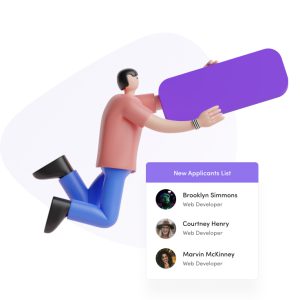 New Applicants List
Brooklyn Simmons
Web Developer
Courtney Henry
Web Developer
Marvin McKinney
Web Developer